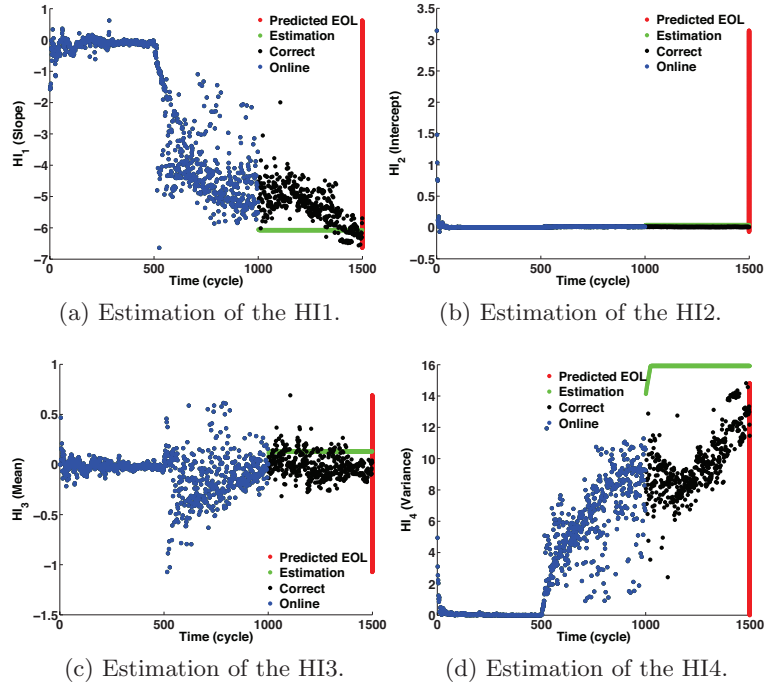 1
0
−1
−2
−3
−4
−5
−6
−7
HI1 (Slope)
Predicted EOL
Estimation
Correct
Online
0 500 1000 1500
Time (cycle)
(a) Estimation of the HI1.
3.5
3
2.5
2
1.5
1
0.5
0
−0.5
HI2 (Intercept)
Predicted EOL
Estimation
Correct
Online
0 500 1000 1500
Time (cycle)
(b) Estimation of the HI2.
1
0.5
0
−0.5
−1
−1.5
HI3 (Mean)
Predicted EOL
Estimation
Correct
Online
0 500 1000 1500
Time (cycle)
(c) Estimation of the HI3.
16
14
12
10
8
6
4
2
0
HI4 (Variance)
Predicted EOL
Estimation
Correct
Online
0 500 1000 1500
Time (cycle)
(d) Estimation of the HI4.